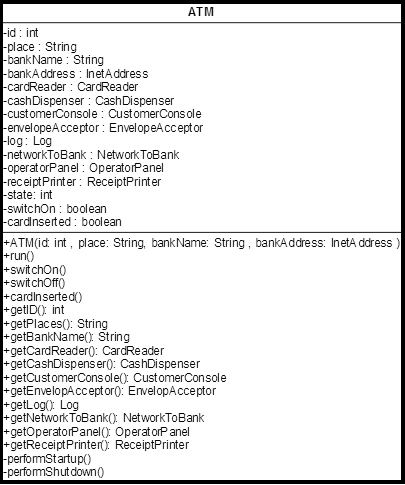 ATM
-id : int
-place : String
-bankName : String
-bankAddress : InetAddress
-cardReader : CardReader
-cashDispenser : CashDispenser
-customerConsole : CustomerConsole
-envelopeAcceptor : EnvelopeAcceptor
-log : Log
-networkToBank : NetworkToBank
-operatorPanel : OperatorPanel
-receiptPrinter : ReceiptPrinter
-state: int
-switchOn : boolean
-cardInserted : boolean
+ATM(id: int , place: String, bankName: String , bankAddress: InetAddress )
+run()
+switchOn()
+switchOff()
+cardInserted()
+getID(): int
+getPlaces(): String
+getBankName(): String
+getCardReader(): CardReader
+getCashDispenser(): CashDispenser
+getCustomerConsole(): CustomerConsole
+getEnvelopAcceptor(): EnvelopAcceptor
+getLog(): Log
+getNetworkToBank(): NetworkToBank
+getOperatorPanel(): OperatorPanel
+getReceiptPrinter(): ReceiptPrinter
-performStartup()
-performShutdown()